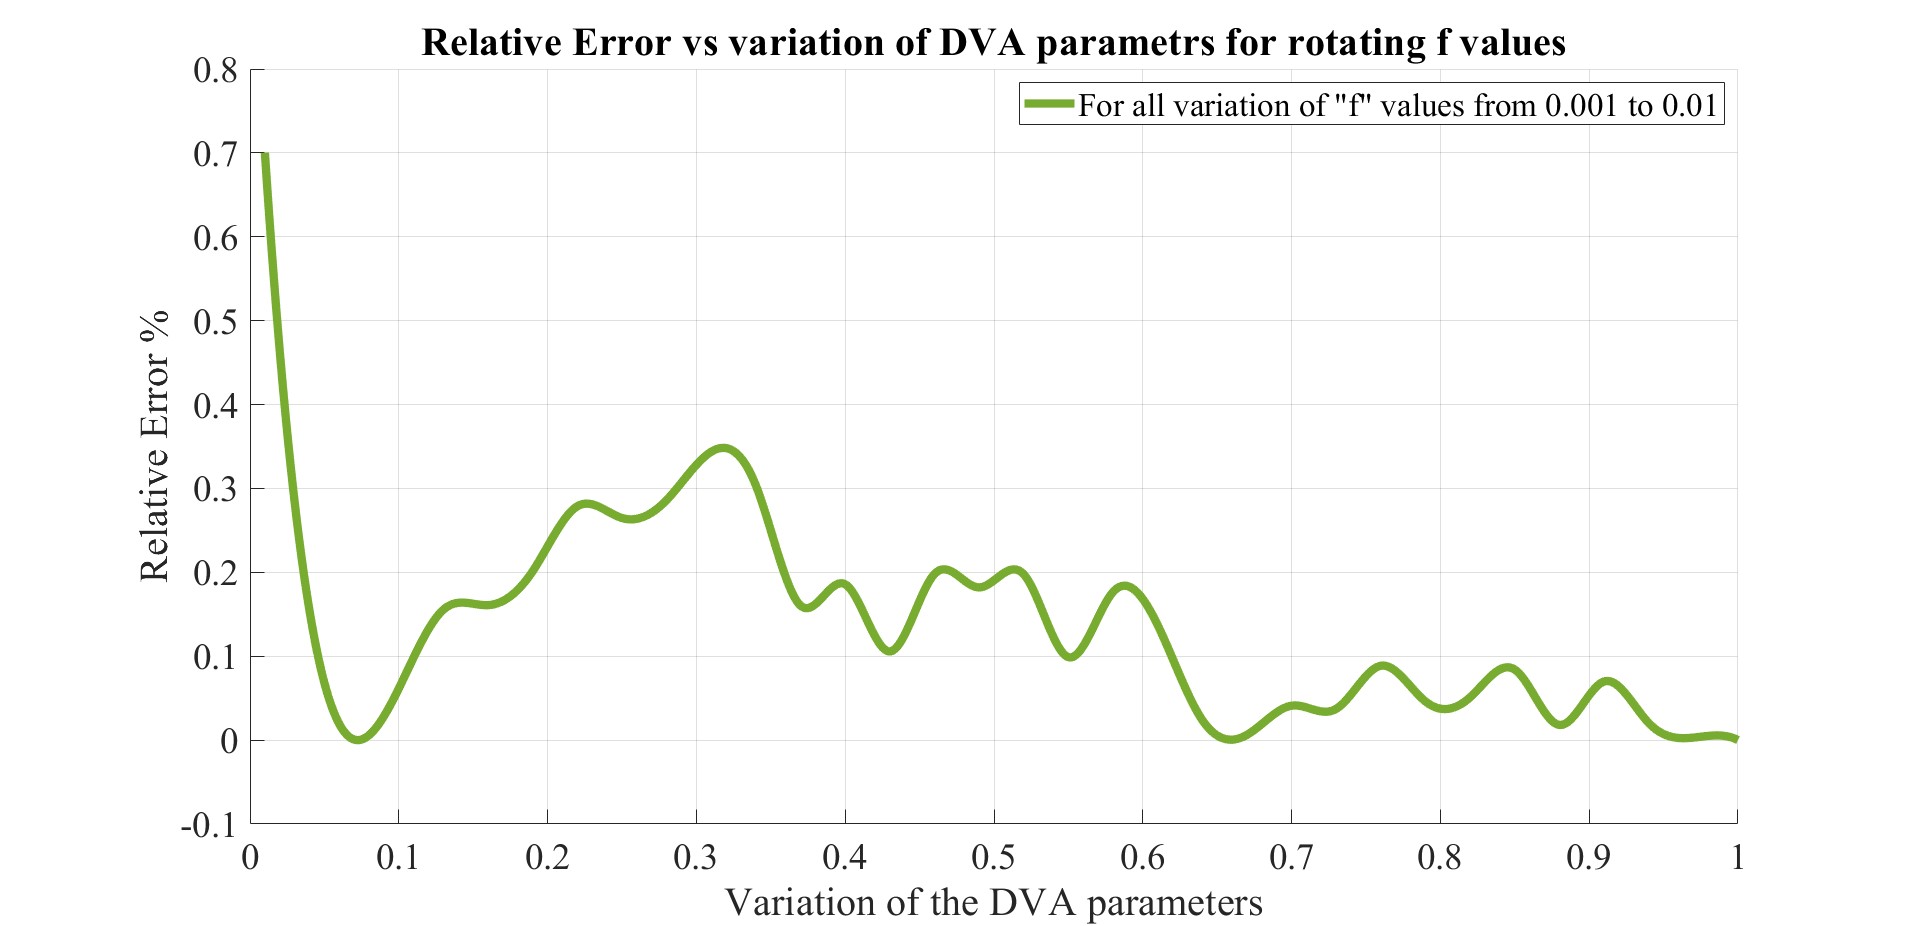 Relative Error vs variation of DVA parametrs for rotating f values
For all variation of "f" values from 0.001 to 0.01
0.8
0.7
0.6
0.5
0.4
0.3
0.2
0.1
0
-0.1
Relative Error %
0 0.1 0.2 0.3 0.4 0.5 0.6 0.7 0.8 0.9 1
Variation of the DVA parameters